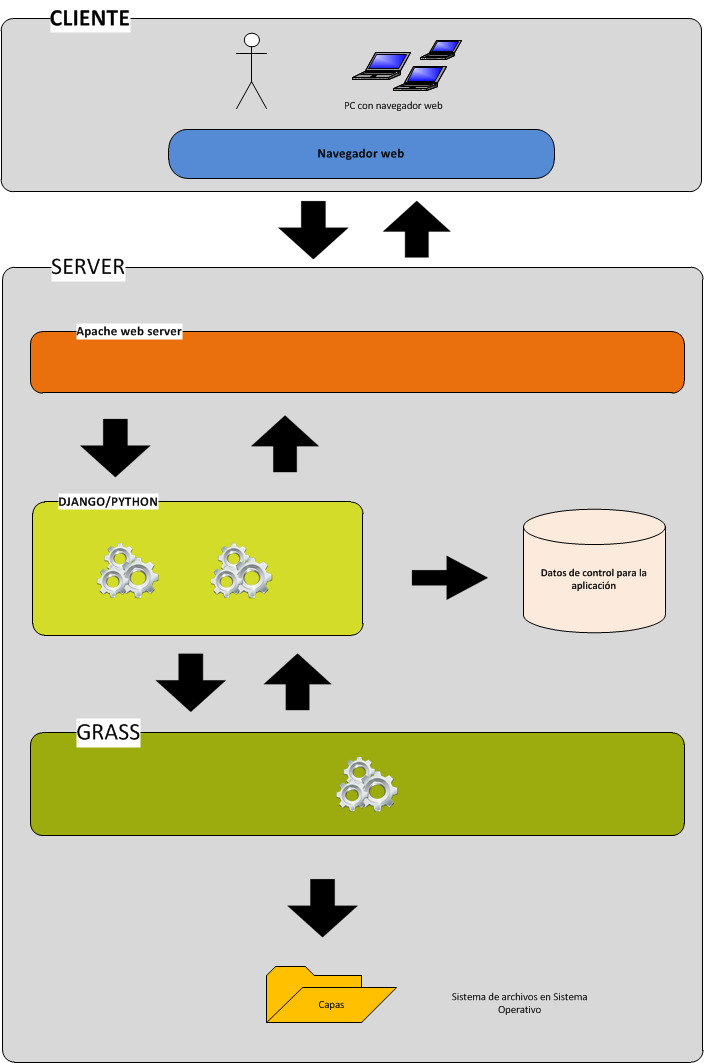 CLIENTE
PC con navegador web
Navegador web
SERVER
Apache web server
DJANGO/PYTHON
Datos de control para la
aplicación
GRASS
Capas
Sistema de archivos en Sistema
Operativo